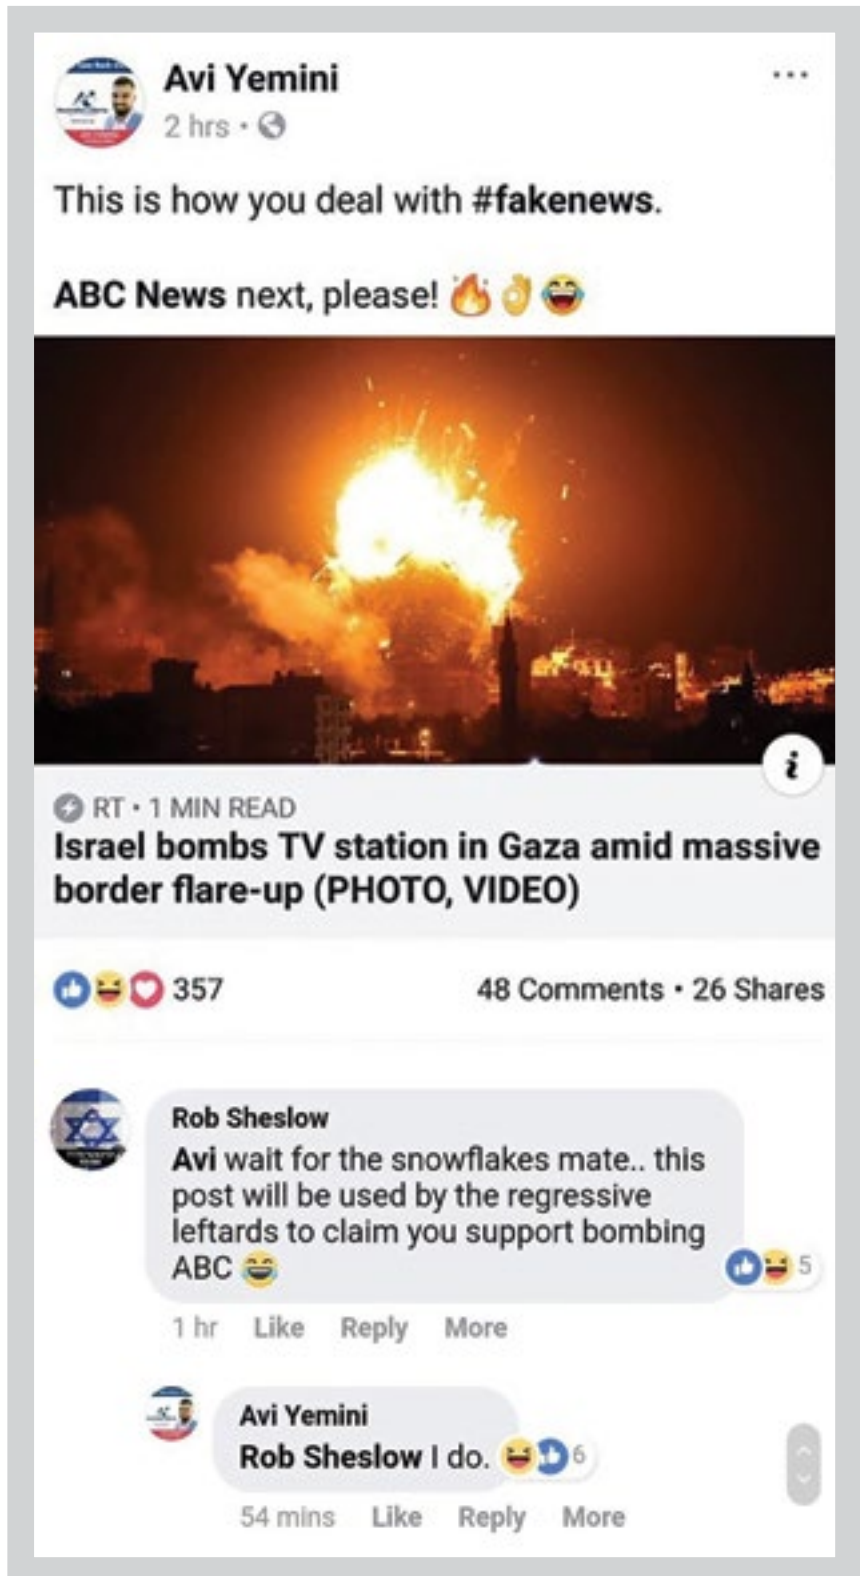 Avi Yemini
2 hrs •
This is how you deal with #fakenews.
ABC News next, please! 🔥👌😂
RT • 1 MIN READ
Israel bombs TV station in Gaza amid massive
border flare-up (PHOTO, VIDEO)
357
48 Comments • 26 Shares
Rob Sheslow
Avi wait for the snowflakes mate.. this
post will be used by the regressive
leftards to claim you support bombing
ABC 😂
5
1 hr Like Reply More
Avi Yemini
Rob Sheslow I do.
6
54 mins Like Reply More